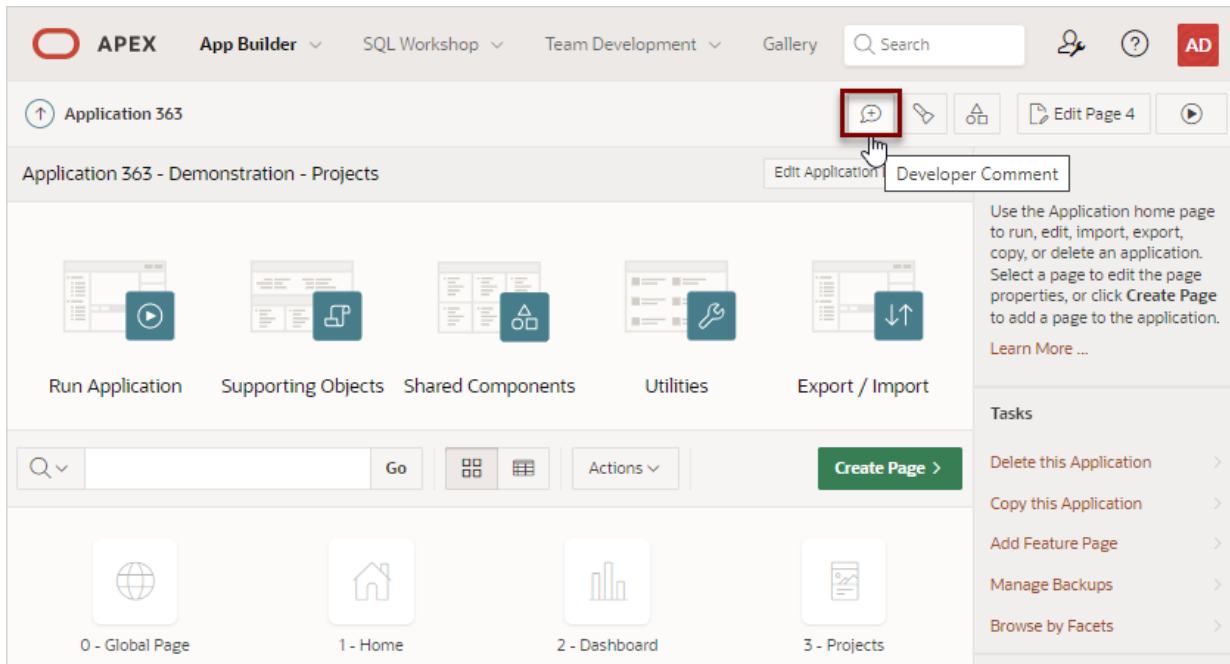 APEX App Builder SQL Workshop Team Development Gallery Search AD
Application 363 Edit Page 4
Developer Comment
Application 363 - Demonstration - Projects Edit Application
Use the Application home page
to run, edit, import, export,
copy, or delete an application.
Select a page to edit the page
properties, or click Create Page
to add a page to the application.
Learn More ...
Run Application Supporting Objects Shared Components Utilities Export / Import
Tasks
Go Actions Create Page >
Delete this Application
Copy this Application
Add Feature Page
Manage Backups
Browse by Facets
0 - Global Page 1 - Home 2 - Dashboard 3 - Projects